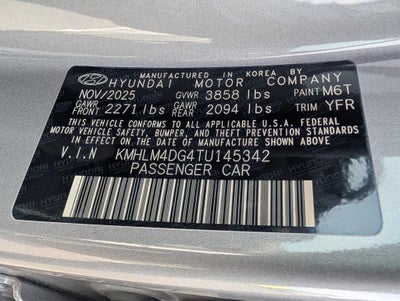 MANUFACTURED IN KOREA BY
HYUNDAI MOTOR COMPANY
NOV/2025 GVWR 3858 lbs PAINT M6T
GAWR FRONT 2271 lbs GAWR REAR 2094 lbs TRIM YFR
THIS VEHICLE CONFORMS TO ALL APPLICABLE FEDERAL
MOTOR VEHICLE SAFETY, BUMPER, AND THEFT PREVENTION STANDARDS
IN EFFECT ON THE DATE OF MANUFACTURE SHOWN ABOVE.
V.I.N KMHLM4DG4TU145342
PASSENGER CAR